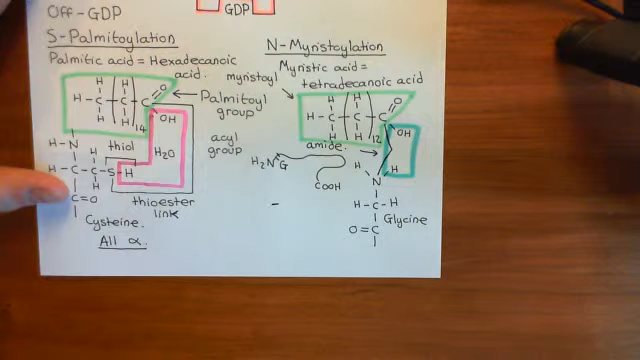 Off-GDP
GDP
S-Palmitoylation
Palmitic acid = Hexadecanoic
acid.
H H O
H-C-C-C
H H 14 OH
Palmitoyl
group
acyl
group
H-N thiol H₂O
H H
H-C-C-S-H
H
C=O
thioester
link
Cysteine.
All α.
N-Myristoylation
Myristic acid =
tetradecanoic acid
myristoyl
H H O
H-C-C-C
H H 12 OH
amide.
H₂N G
COOH
H H
N
H-C-H
Glycine
O=C